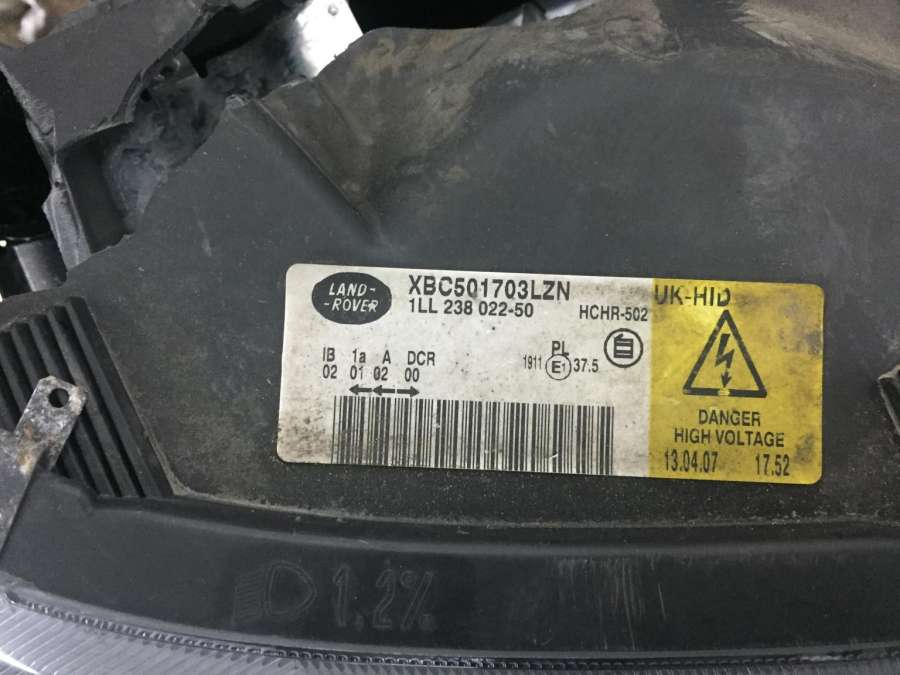 LAND-
-ROVER
XBC501703LZN
1LL 238 022-50
HCHR-502
IB 1a A DCR
02 01 02 00
PL
1911 E1 37.5
UK-HID
DANGER
HIGH VOLTAGE
13.04.07 17.52
1.2%